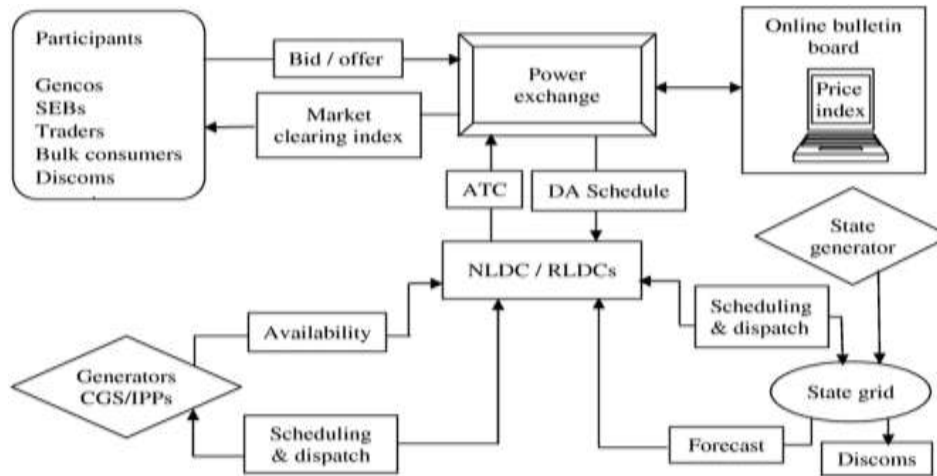 Participants
Gencos
SEBs
Traders
Bulk consumers
Discoms
Bid / offer
Market
clearing index
Power
exchange
Online bulletin
board
Price
index
ATC
DA Schedule
NLDC / RLDCs
State
generator
Availability
Scheduling
& dispatch
Generators
CGS/IPPs
Scheduling
& dispatch
State grid
Forecast
Discoms